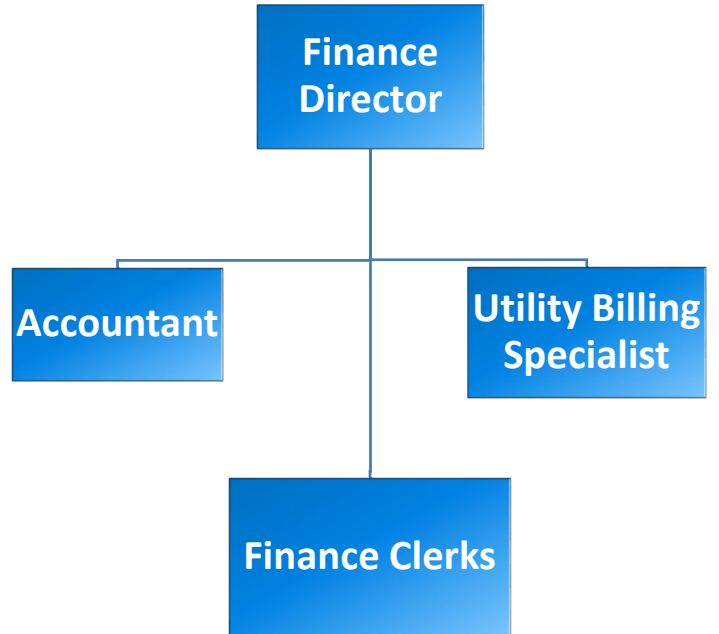 Finance
Director
Accountant
Utility Billing
Specialist
Finance Clerks